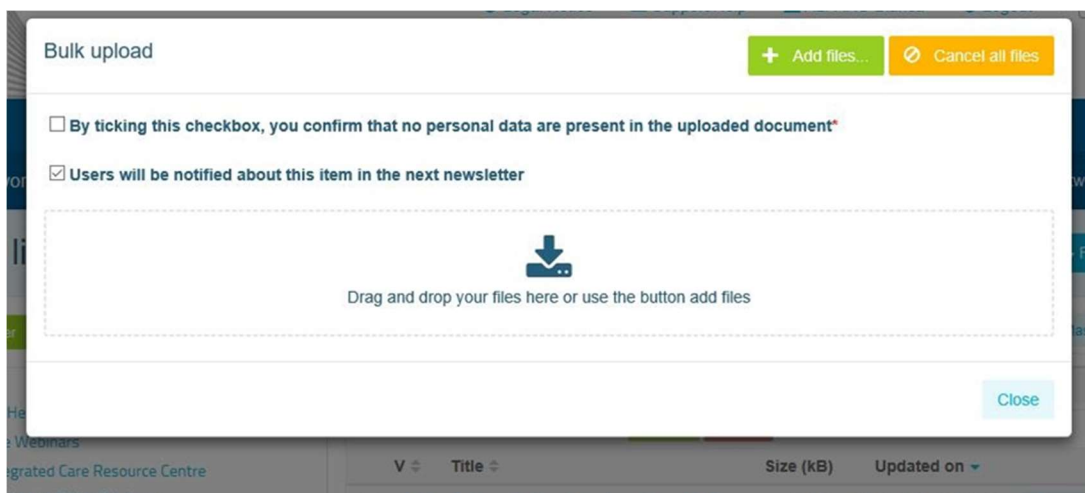 Bulk upload
Add files...
Cancel all files
By ticking this checkbox, you confirm that no personal data are present in the uploaded document*
Users will be notified about this item in the next newsletter
Drag and drop your files here or use the button add files
Close
Webinars
egrated Care Resource Centre
V Title Size (kB) Updated on